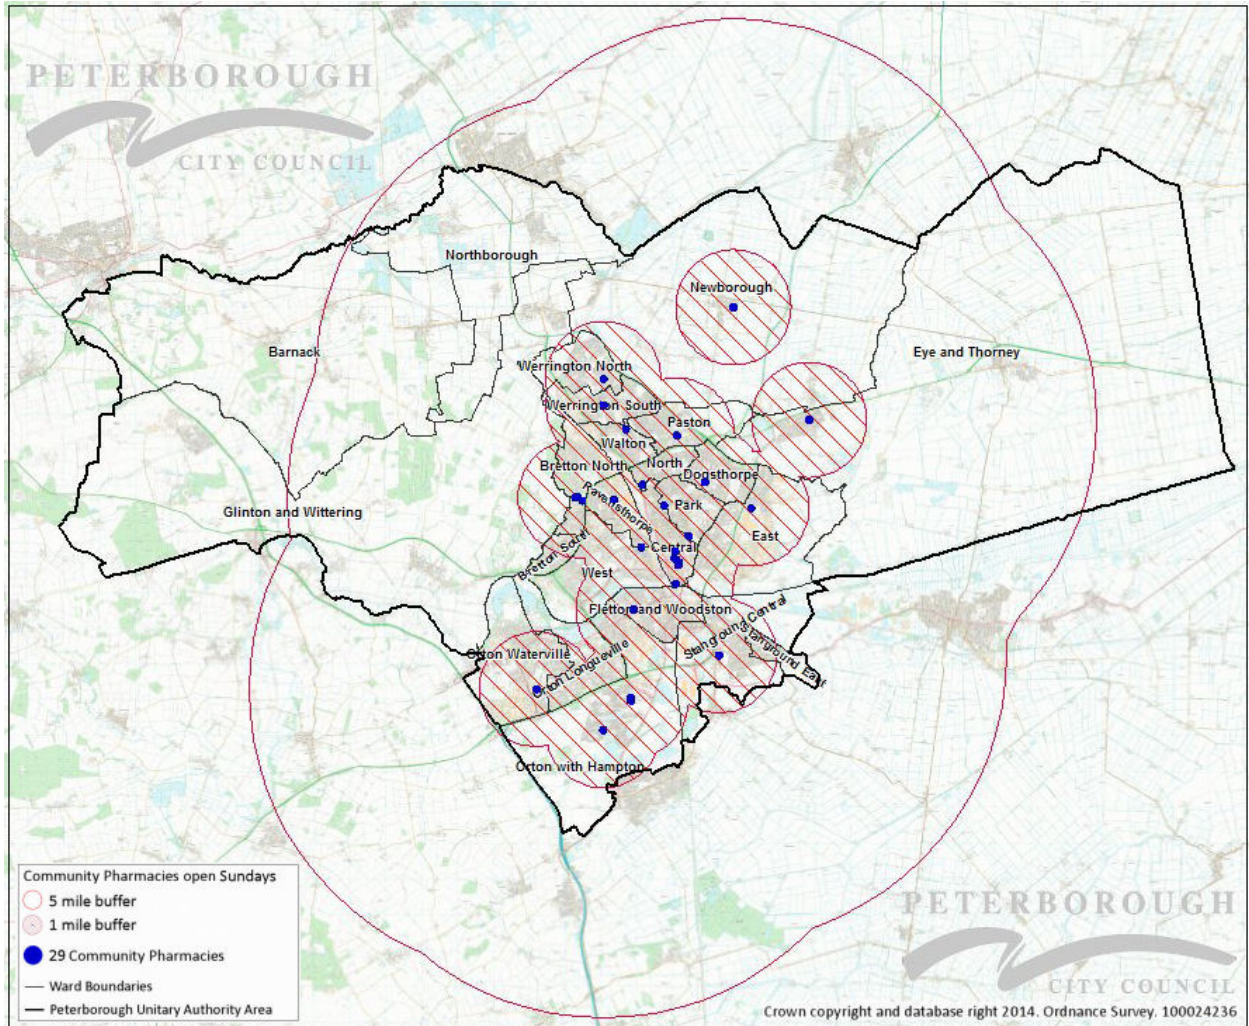 PETERBOROUGH
CITY COUNCIL
Northborough
Newborough
Barnack
Eye and Thorney
Werrington North
Werrington South
Paston
Walton
Bretton North
North
Dogsthorpe
Ravensthorpe
Park
Glinton and Wittering
East
Central
Bretton South
West
Fletton and Woodston
Stanground Central
Stanground East
Orton Waterville
Orton Longueville
Orton with Hampton
Community Pharmacies open Sundays
5 mile buffer
1 mile buffer
29 Community Pharmacies
Ward Boundaries
Peterborough Unitary Authority Area
PETERBOROUGH
CITY COUNCIL
Crown copyright and database right 2014. Ordnance Survey. 100024236